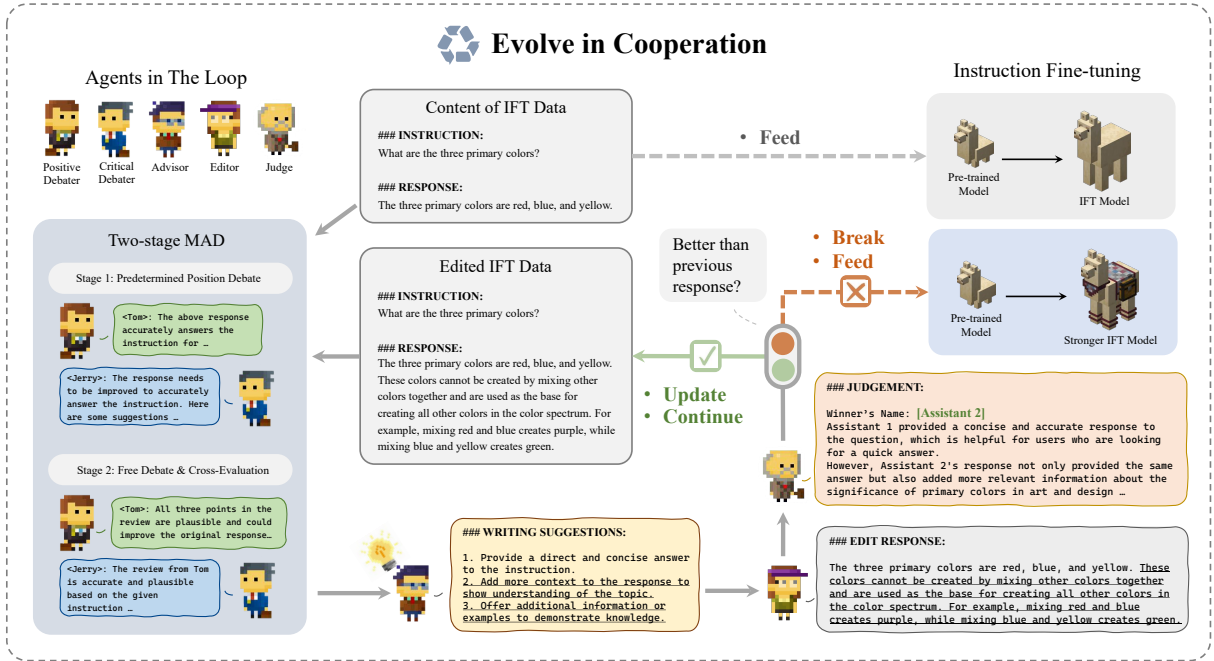 Evolve in Cooperation
Agents in The Loop
Positive
Debater
Critical
Debater
Advisor
Editor
Judge
Content of IFT Data
### INSTRUCTION:
What are the three primary colors?
### RESPONSE:
The three primary colors are red, blue, and yellow.
• Feed
Instruction Fine-tuning
Pre-trained
Model
IFT Model
Two-stage MAD
Stage 1: Predetermined Position Debate
<Tom>: The above response
accurately answers the
instruction for …
<Jerry>: The response needs
to be improved to accurately
answer the instruction. Here
are some suggestions …
Stage 2: Free Debate & Cross-Evaluation
<Tom>: All three points in the
review are plausible and could
improve the original response…
<Jerry>: The review from Tom
is accurate and plausible
based on the given
instruction …
Edited IFT Data
### INSTRUCTION:
What are the three primary colors?
### RESPONSE:
The three primary colors are red, blue, and yellow.
These colors cannot be created by mixing other
colors together and are used as the base for
creating all other colors in the color spectrum. For
example, mixing red and blue creates purple, while
mixing blue and yellow creates green.
Better than
previous
response?
• Break
• Feed
Pre-trained
Model
Stronger IFT Model
• Update
• Continue
### JUDGEMENT:
Winner's Name: [Assistant 2]
Assistant 1 provided a concise and accurate response to
the question, which is helpful for users who are looking
for a quick answer.
However, Assistant 2's response not only provided the same
answer but also added more relevant information about the
significance of primary colors in art and design …
### WRITING SUGGESTIONS:
1. Provide a direct and concise answer
to the instruction.
2. Add more context to the response to
show understanding of the topic.
3. Offer additional information or
examples to demonstrate knowledge.
### EDIT RESPONSE:
The three primary colors are red, blue, and yellow. These
colors cannot be created by mixing other colors together
and are used as the base for creating all other colors in
the color spectrum. For example, mixing red and blue
creates purple, while mixing blue and yellow creates green.